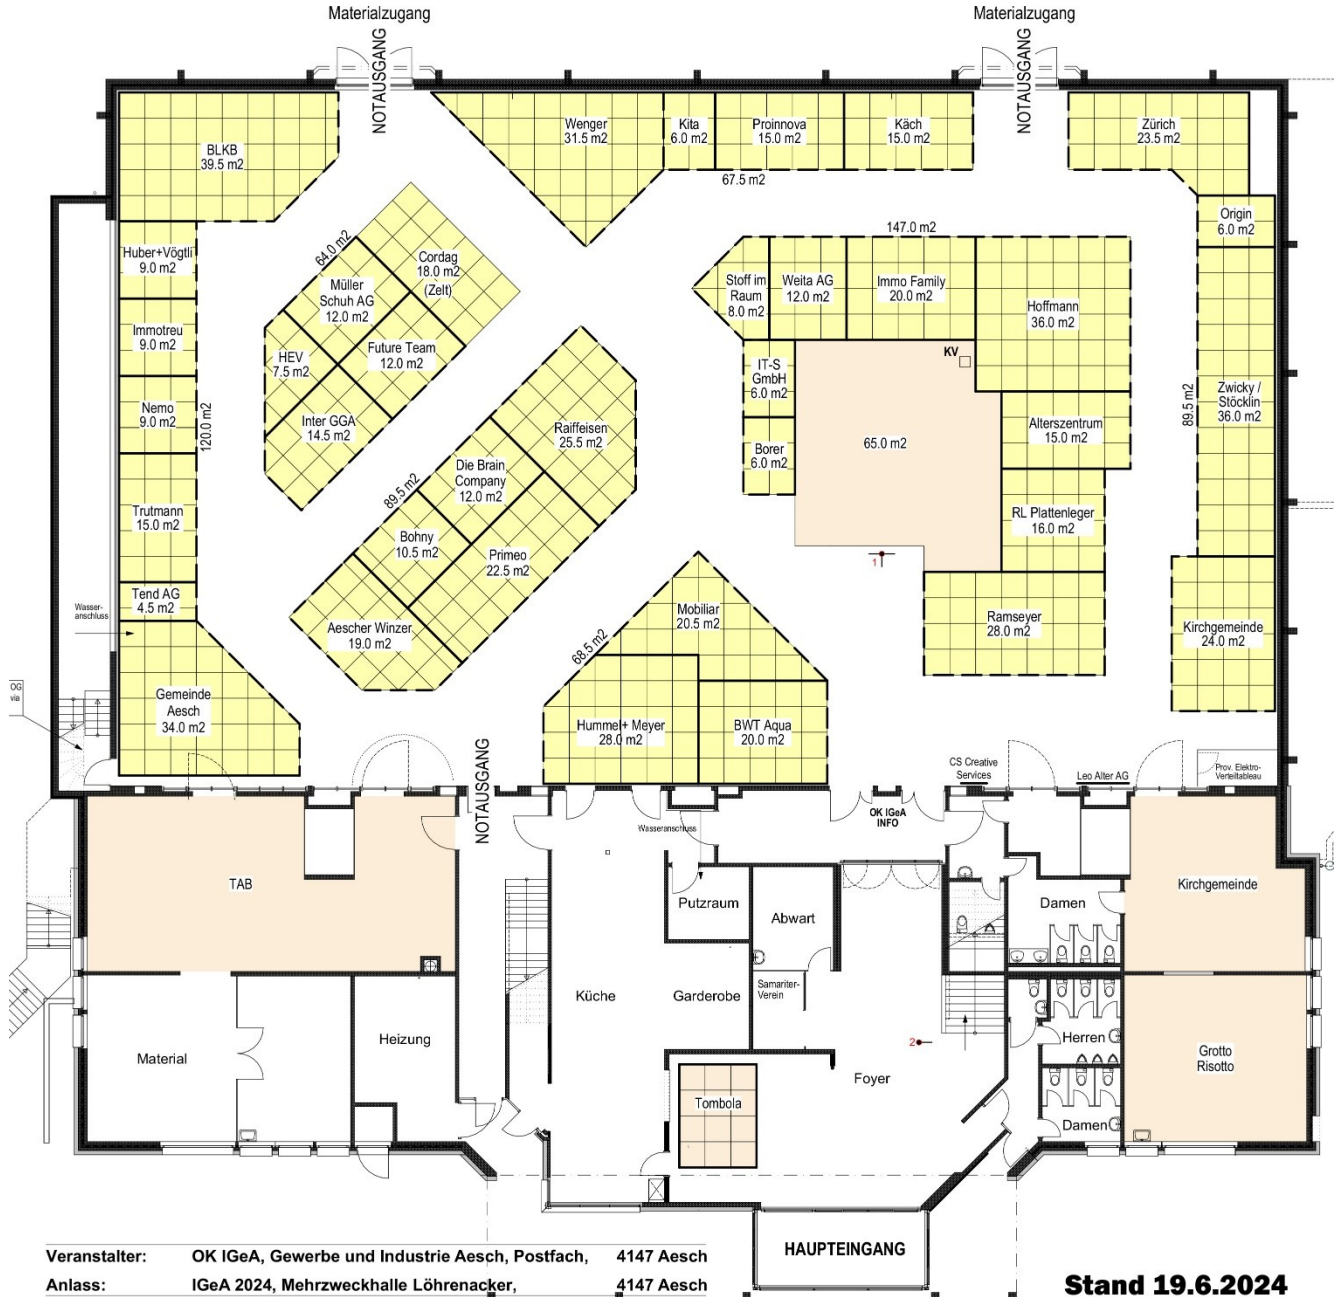 Materialzugang
Materialzugang
NOTAUSGANG
NOTAUSGANG
BLKB
39.5 m2
Wenger
31.5 m2
Kita
6.0 m2
Proinnova
15.0 m2
Käch
15.0 m2
67.5 m2
Zürich
23.5 m2
Origin
6.0 m2
Huber+Vögtli
9.0 m2
64.0 m2
Cordag
18.0 m2
(Zelt)
Müller
Schuh AG
12.0 m2
147.0 m2
Stoff im
Raum
8.0 m2
Weita AG
12.0 m2
Immo Family
20.0 m2
Hoffmann
36.0 m2
Immotreu
9.0 m2
HEV
7.5 m2
Future Team
12.0 m2
IT-S
GmbH
6.0 m2
KV
Zwicky /
Stöcklin
36.0 m2
89.5 m2
Nemo
9.0 m2
120.0 m2
Inter GGA
14.5 m2
Raiffeisen
25.5 m2
Borer
6.0 m2
65.0 m2
Alterszentrum
15.0 m2
Die Brain
Company
12.0 m2
89.5 m2
Trutmann
15.0 m2
Bohny
10.5 m2
Primeo
22.5 m2
RL Plattenleger
16.0 m2
1
Tend AG
4.5 m2
Wasser-
anschluss
Aescher Winzer
19.0 m2
Mobiliar
20.5 m2
68.5 m2
Ramseyer
28.0 m2
Kirchgemeinde
24.0 m2
OG
via
Gemeinde
Aesch
34.0 m2
Hummel+ Meyer
28.0 m2
BWT Aqua
20.0 m2
NOTAUSGANG
CS Creative
Services
Leo Alter AG
Prov. Elektro-
Verteiltableau
OK IGeA
INFO
Wasseranschluss
TAB
Kirchgemeinde
Putzraum
Abwart
Damen
Küche
Garderobe
Samariter-
Verein
Material
Heizung
2
Herren
Grotto
Risotto
Foyer
Tombola
Damen
HAUPTEINGANG
Veranstalter: OK IGeA, Gewerbe und Industrie Aesch, Postfach, 4147 Aesch
Anlass: IGeA 2024, Mehrzweckhalle Löhrenacker, 4147 Aesch
Stand 19.6.2024